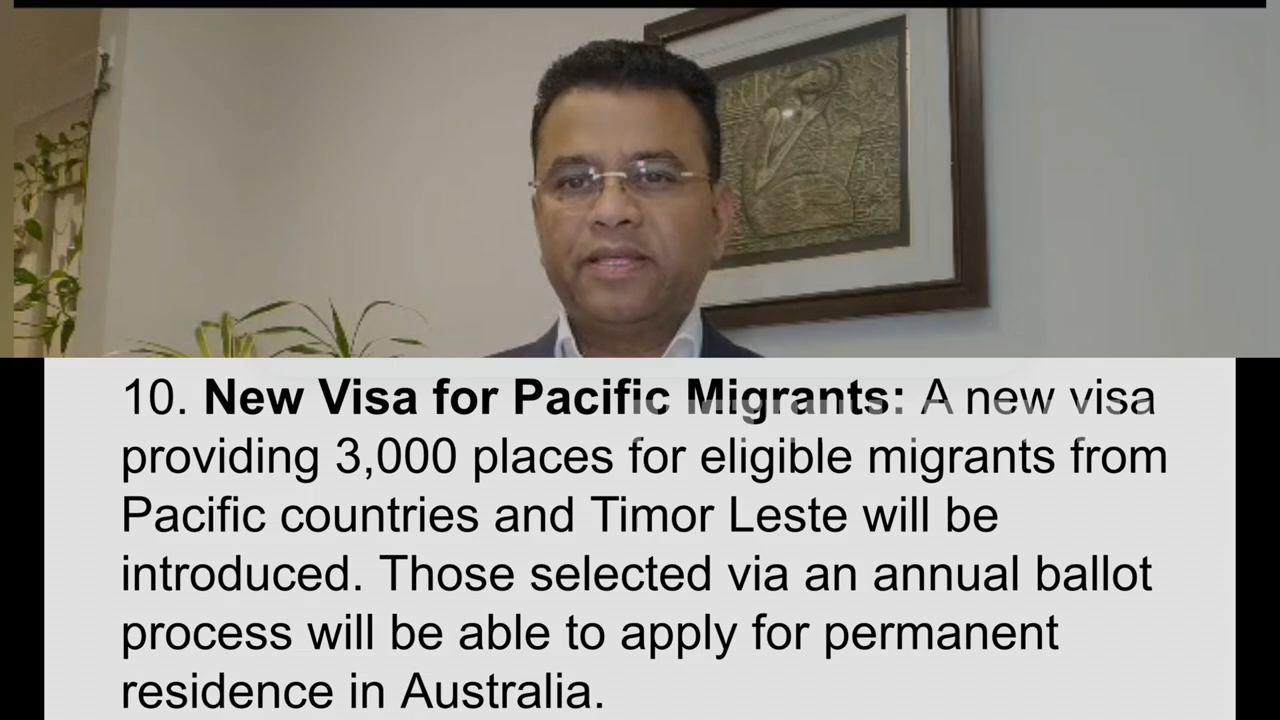 10. New Visa for Pacific Migrants: A new visa
providing 3,000 places for eligible migrants from
Pacific countries and Timor Leste will be
introduced. Those selected via an annual ballot
process will be able to apply for permanent
residence in Australia.